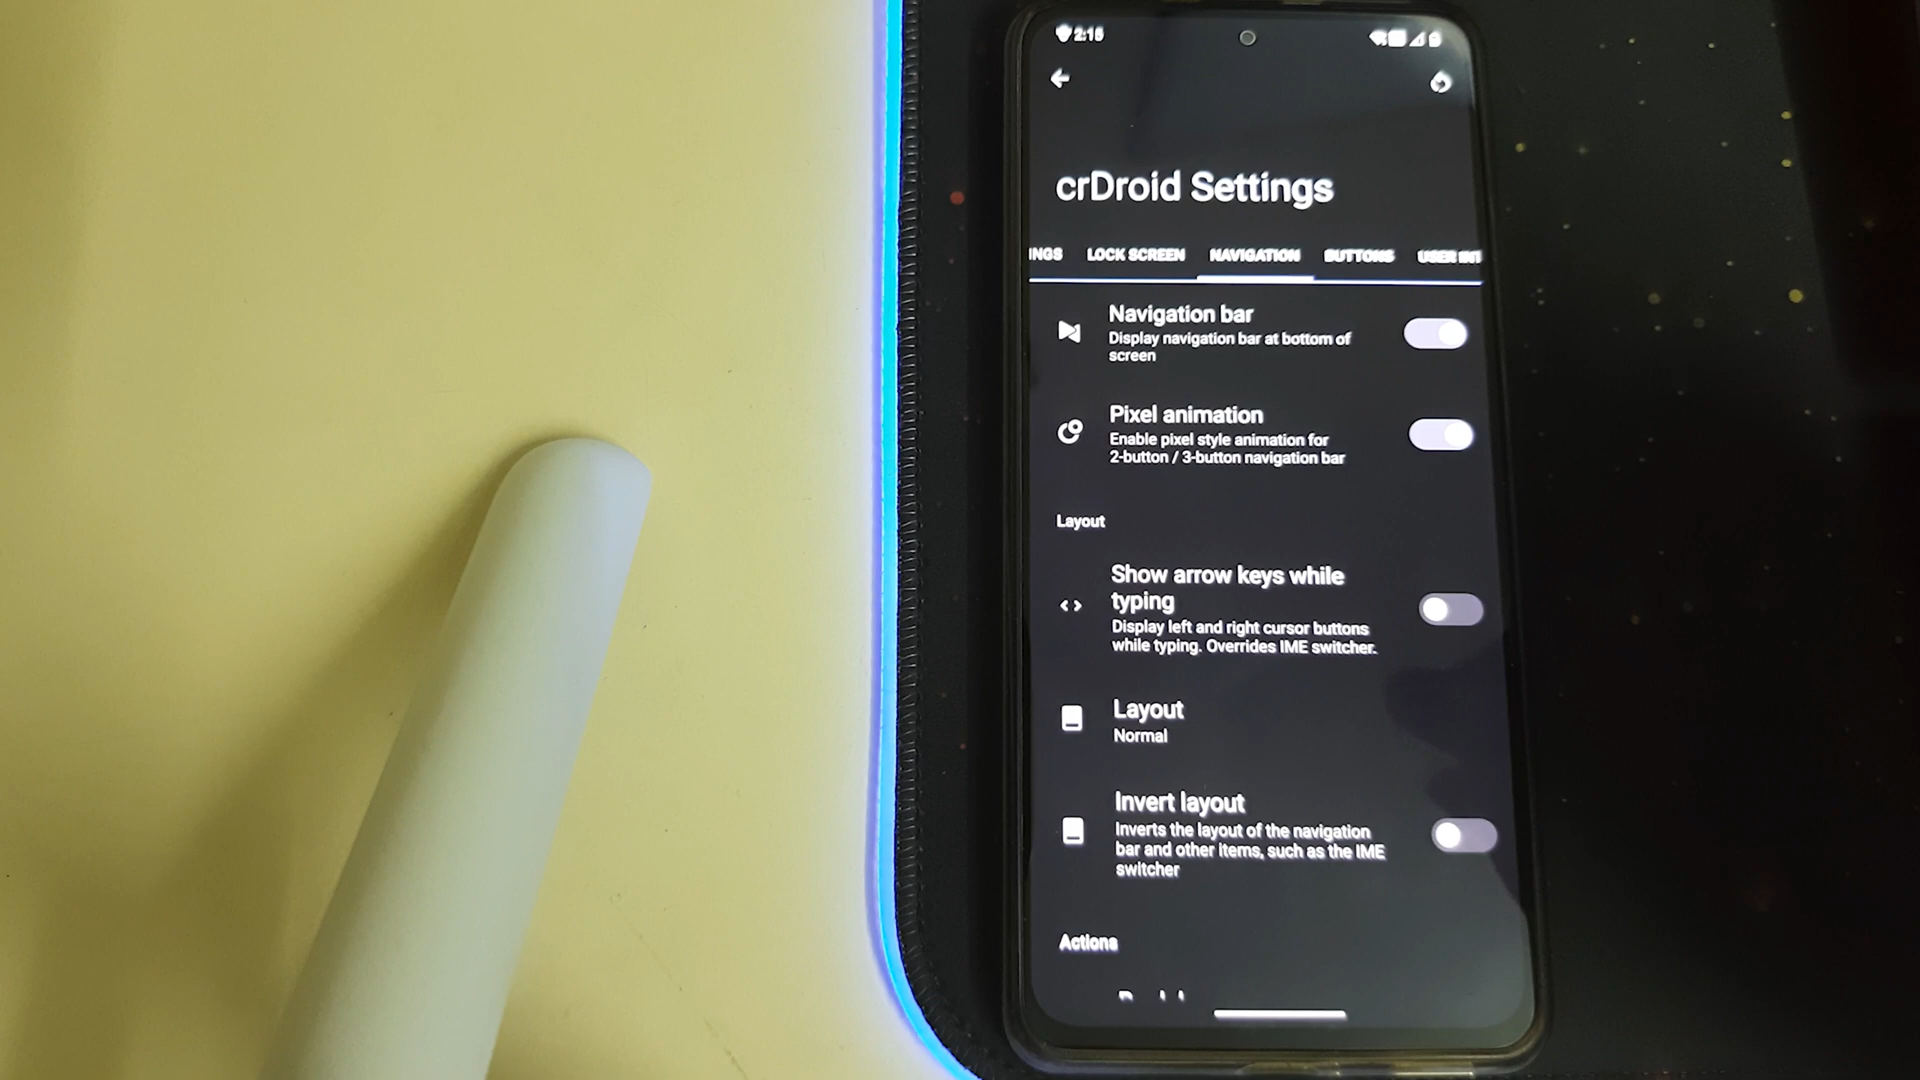 2:15
crDroid Settings
INGS LOCK SCREEN NAVIGATION BUTTONS USER INT
Navigation bar
Display navigation bar at bottom of
screen
Pixel animation
Enable pixel style animation for
2-button / 3-button navigation bar
Layout
Show arrow keys while
typing
Display left and right cursor buttons
while typing. Overrides IME switcher.
Layout
Normal
Invert layout
Inverts the layout of the navigation
bar and other items, such as the IME
switcher
Actions